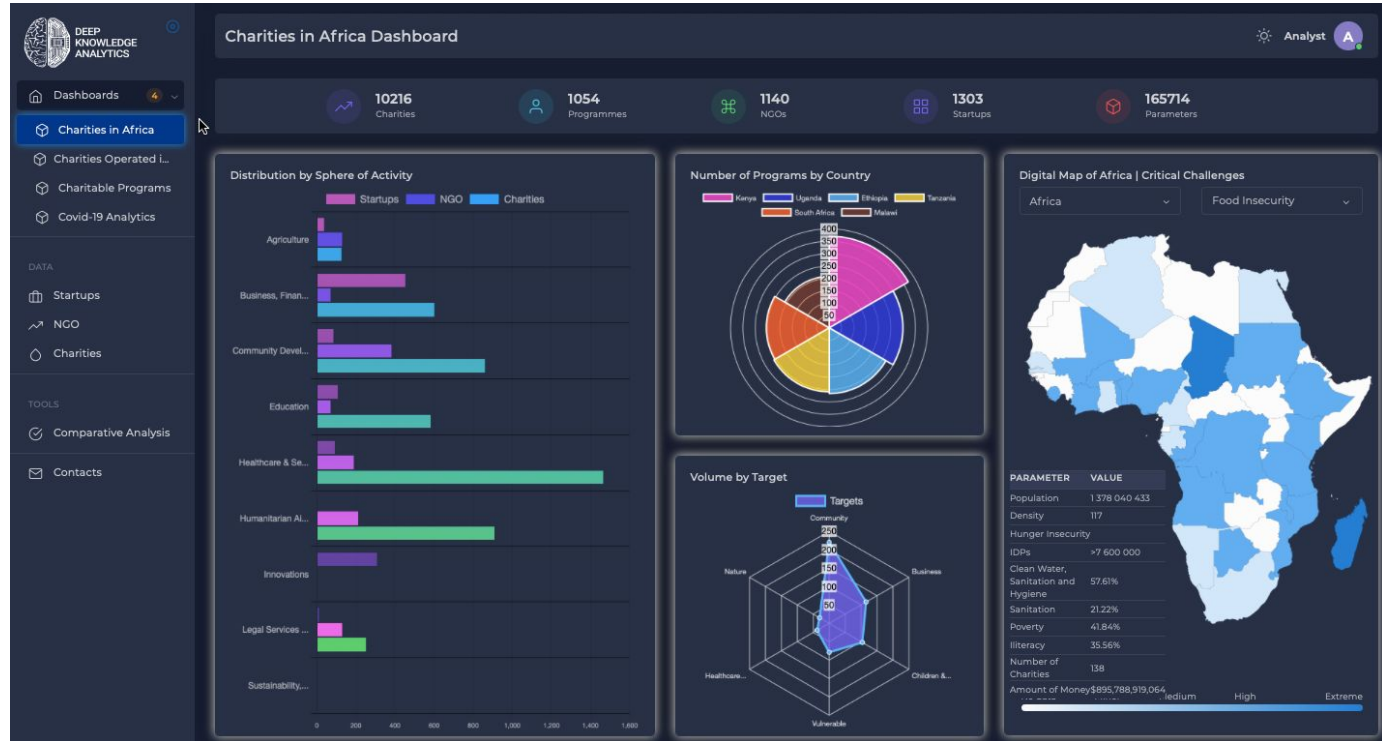 DEEP
KNOWLEDGE
ANALYTICS
Dashboards
4
Charities in Africa
Charities Operated i...
Charitable Programs
Covid-19 Analytics
DATA
Startups
NGO
Charities
TOOLS
Comparative Analysis
Contacts
Charities in Africa Dashboard
Analyst
A
10216
Charities
1054
Programmes
1140
NGOs
1303
Startups
165714
Parameters
Distribution by Sphere of Activity
Startups NGO Charities
Agriculture
Business, Finan...
Community Devel...
Education
Healthcare & Se...
Humanitarian Ai...
Innovations
Legal Services ...
Sustainability,...
0 200 400 600 800 1,000 1,200 1,400 1,600
Number of Programs by Country
Kenya Uganda Ethiopia Tanzania
South Africa Malawi
400
350
300
250
200
150
100
50
Volume by Target
Targets
Community
250
200
150
100
50
Nature
Business
Healthcare...
Children &...
Vulnerable
Digital Map of Africa | Critical Challenges
Africa
Food Insecurity
PARAMETER VALUE
Population 1 378 040 433
Density 117
Hunger Insecurity
IDPs >7 600 000
Clean Water,
Sanitation and 57.61%
Hygiene
Sanitation 21.22%
Poverty 41.84%
Iliteracy 35.56%
Number of
Charities 138
Amount of Money $895,788,919,064
High Extreme